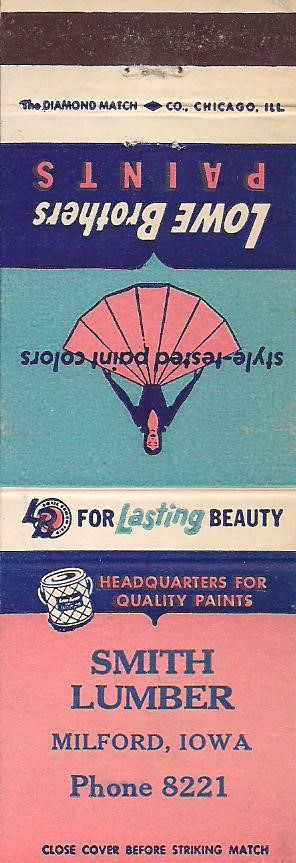 The DIAMOND MATCH CO., CHICAGO, ILL.
LOWE Brothers
PAINTS
style-tested paint colors
FOR Lasting BEAUTY
HEADQUARTERS FOR
QUALITY PAINTS
SMITH
LUMBER
MILFORD, IOWA
Phone 8221
CLOSE COVER BEFORE STRIKING MATCH